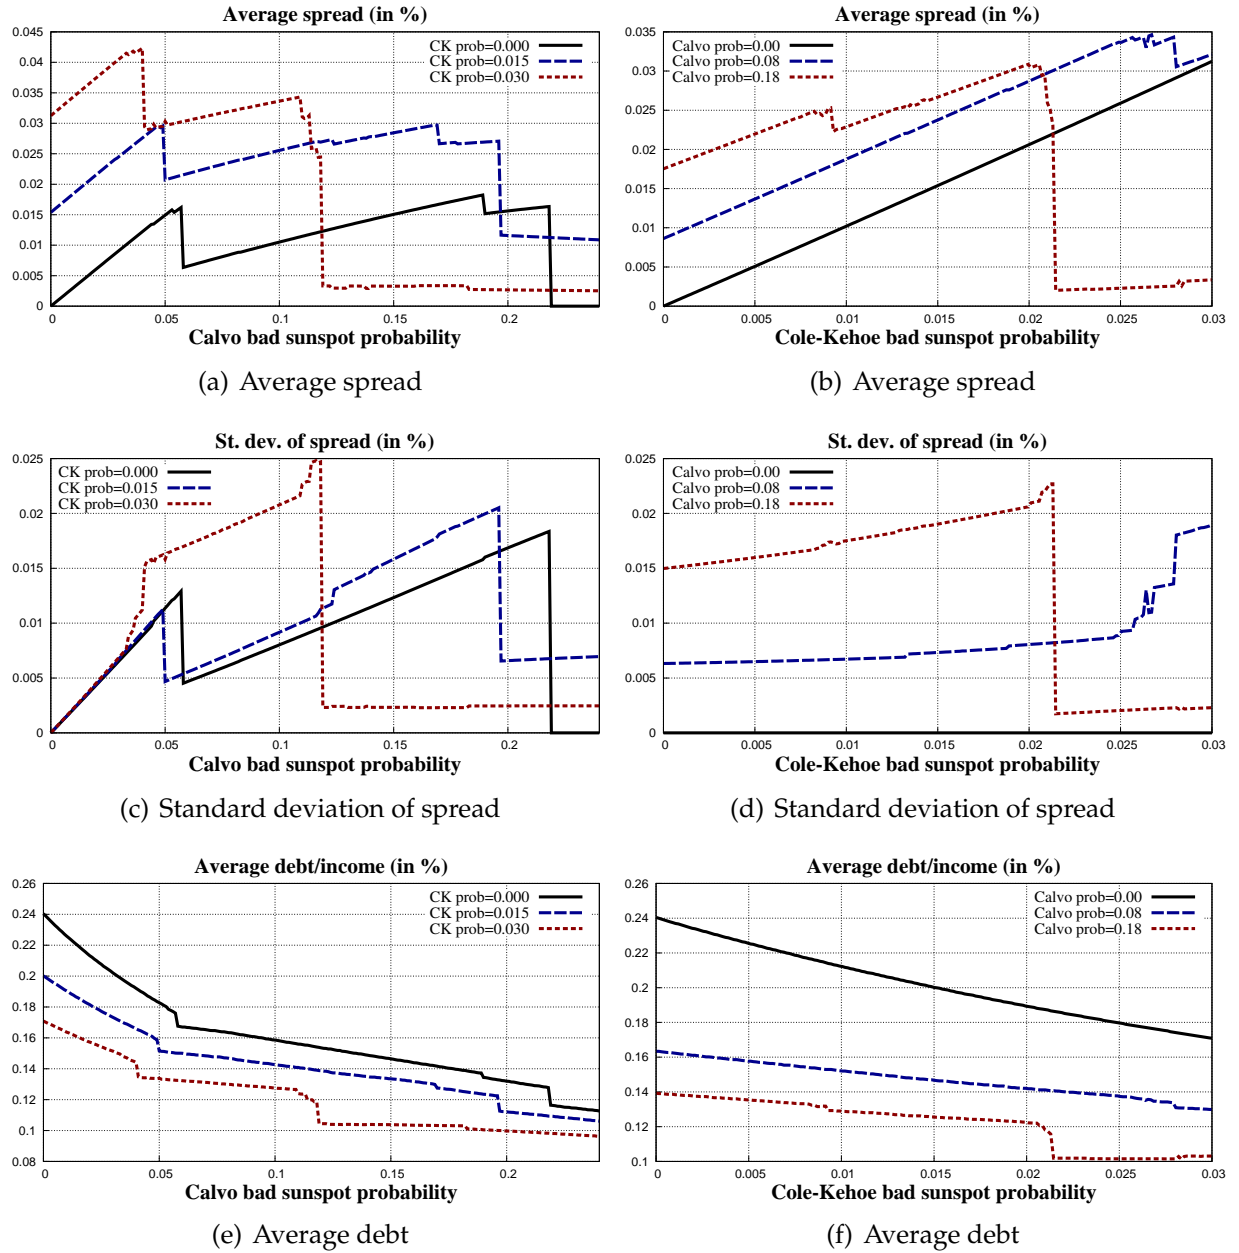 Average spread (in %)
0.045
0.04
0.035
0.03
0.025
0.02
0.015
0.01
0.005
0
CK prob=0.000
CK prob=0.015
CK prob=0.030
0
0.05
0.1
0.15
0.2
Calvo bad sunspot probability
(a) Average spread
Average spread (in %)
0.035
0.03
0.025
0.02
0.015
0.01
0.005
0
Calvo prob=0.00
Calvo prob=0.08
Calvo prob=0.18
0
0.005
0.01
0.015
0.02
0.025
0.03
Cole-Kehoe bad sunspot probability
(b) Average spread
St. dev. of spread (in %)
0.025
0.02
0.015
0.01
0.005
0
CK prob=0.000
CK prob=0.015
CK prob=0.030
0
0.05
0.1
0.15
0.2
Calvo bad sunspot probability
(c) Standard deviation of spread
St. dev. of spread (in %)
0.025
0.02
0.015
0.01
0.005
0
Calvo prob=0.00
Calvo prob=0.08
Calvo prob=0.18
0
0.005
0.01
0.015
0.02
0.025
0.03
Cole-Kehoe bad sunspot probability
(d) Standard deviation of spread
Average debt/income (in %)
0.26
0.24
0.22
0.2
0.18
0.16
0.14
0.12
0.1
0.08
CK prob=0.000
CK prob=0.015
CK prob=0.030
0
0.05
0.1
0.15
0.2
Calvo bad sunspot probability
(e) Average debt
Average debt/income (in %)
0.26
0.24
0.22
0.2
0.18
0.16
0.14
0.12
0.1
Calvo prob=0.00
Calvo prob=0.08
Calvo prob=0.18
0
0.005
0.01
0.015
0.02
0.025
0.03
Cole-Kehoe bad sunspot probability
(f) Average debt